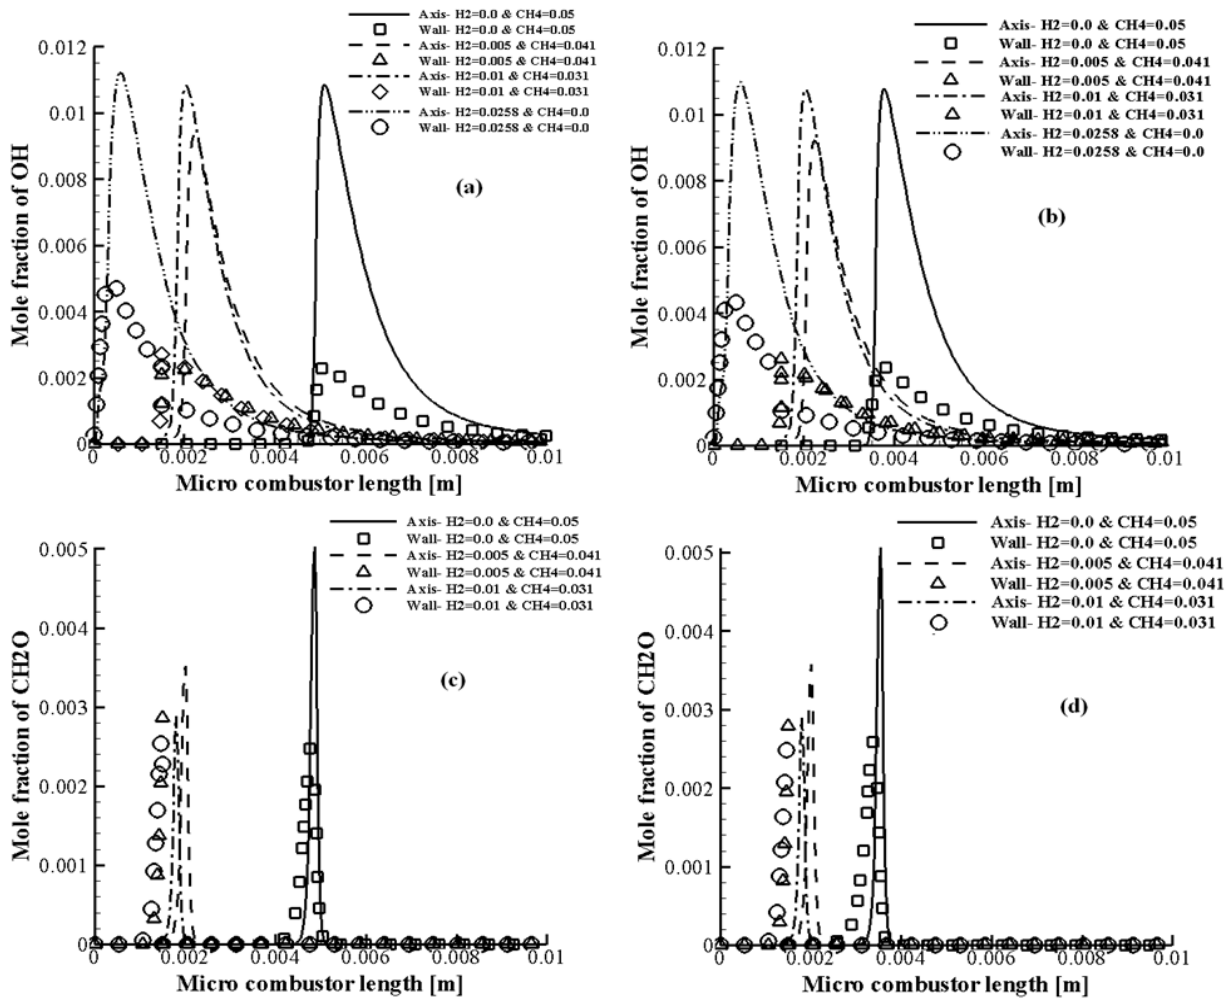 Axis- H2=0.0 & CH4=0.05
Wall- H2=0.0 & CH4=0.05
Axis- H2=0.005 & CH4=0.041
Wall- H2=0.005 & CH4=0.041
Axis- H2=0.01 & CH4=0.031
Wall- H2=0.01 & CH4=0.031
Axis- H2=0.0258 & CH4=0.0
Wall- H2=0.0258 & CH4=0.0
(a)
Mole fraction of OH
0.012
0.01
0.008
0.006
0.004
0.002
0
0 0.002 0.004 0.006 0.008 0.01
Micro combustor length [m]
Axis- H2=0.0 & CH4=0.05
Wall- H2=0.0 & CH4=0.05
Axis- H2=0.005 & CH4=0.041
Wall- H2=0.005 & CH4=0.041
Axis- H2=0.01 & CH4=0.031
Wall- H2=0.01 & CH4=0.031
Axis- H2=0.0258 & CH4=0.0
Wall- H2=0.0258 & CH4=0.0
(b)
Mole fraction of OH
0.012
0.01
0.008
0.006
0.004
0.002
0
0 0.002 0.004 0.006 0.008 0.01
Micro combustor length [m]
Axis- H2=0.0 & CH4=0.05
Wall- H2=0.0 & CH4=0.05
Axis- H2=0.005 & CH4=0.041
Wall- H2=0.005 & CH4=0.041
Axis- H2=0.01 & CH4=0.031
Wall- H2=0.01 & CH4=0.031
(c)
Mole fraction of CH2O
0.005
0.004
0.003
0.002
0.001
0
0 0.002 0.004 0.006 0.008 0.01
Micro combustor length [m]
Axis- H2=0.0 & CH4=0.05
Wall- H2=0.0 & CH4=0.05
Axis- H2=0.005 & CH4=0.041
Wall- H2=0.005 & CH4=0.041
Axis- H2=0.01 & CH4=0.031
Wall- H2=0.01 & CH4=0.031
(d)
Mole fraction of CH2O
0.005
0.004
0.003
0.002
0.001
0
0 0.002 0.004 0.006 0.008 0.01
Micro combustor length [m]